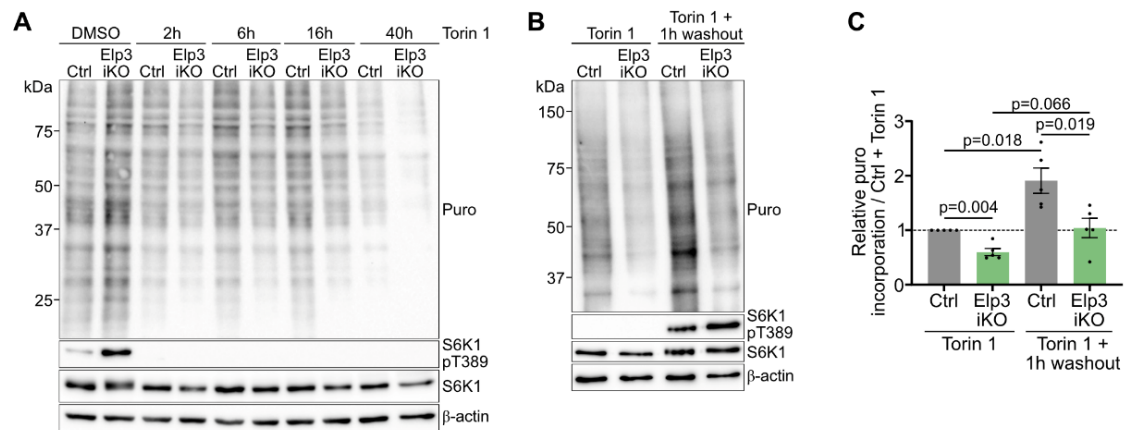 A
DMSO 2h 6h 16h 40h Torin 1
Ctrl Elp3 iKO Ctrl Elp3 iKO Ctrl Elp3 iKO Ctrl Elp3 iKO Ctrl Elp3 iKO
kDa
75
50
37
25
Puro
S6K1
pT389
S6K1
β-actin
B
Torin 1 Torin 1 +
1h washout
Ctrl Elp3 iKO Ctrl Elp3 iKO
kDa
150
75
50
37
Puro
S6K1
pT389
S6K1
β-actin
C
Relative puro
incorporation / Ctrl + Torin 1
3
2
1
0
p=0.066
p=0.018 p=0.019
p=0.004
Ctrl Elp3 iKO Ctrl Elp3 iKO
Torin 1 Torin 1 +
1h washout